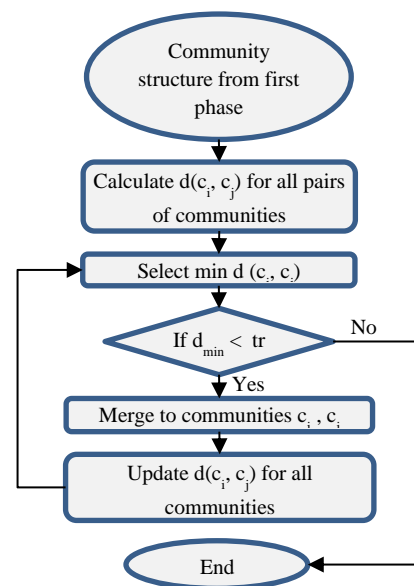 Community
structure from first
phase
Calculate d(cᵢ, cⱼ) for all pairs
of communities
Select min d (cᵢ, cⱼ)
If d_min < tr
No
Yes
Merge to communities cᵢ , cⱼ
Update d(cᵢ, cⱼ) for all
communities
End